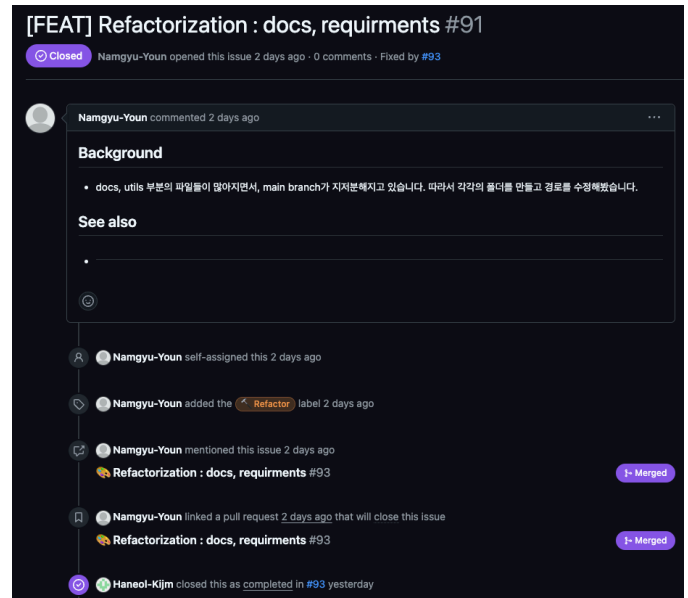 [FEAT] Refactorization : docs, requirments #91
Closed Namgyu-Youn opened this issue 2 days ago · 0 comments · Fixed by #93
Namgyu-Youn commented 2 days ago
Background
docs, utils 부분의 파일들이 많아지면서, main branch가 지저분해지고 있습니다. 따라서 각각의 폴더를 만들고 경로를 수정해봤습니다.
See also
Namgyu-Youn self-assigned this 2 days ago
Namgyu-Youn added the Refactor label 2 days ago
Namgyu-Youn mentioned this issue 2 days ago
Refactorization : docs, requirments #93 Merged
Namgyu-Youn linked a pull request 2 days ago that will close this issue
Refactorization : docs, requirments #93 Merged
Haneol-Kijm closed this as completed in #93 yesterday